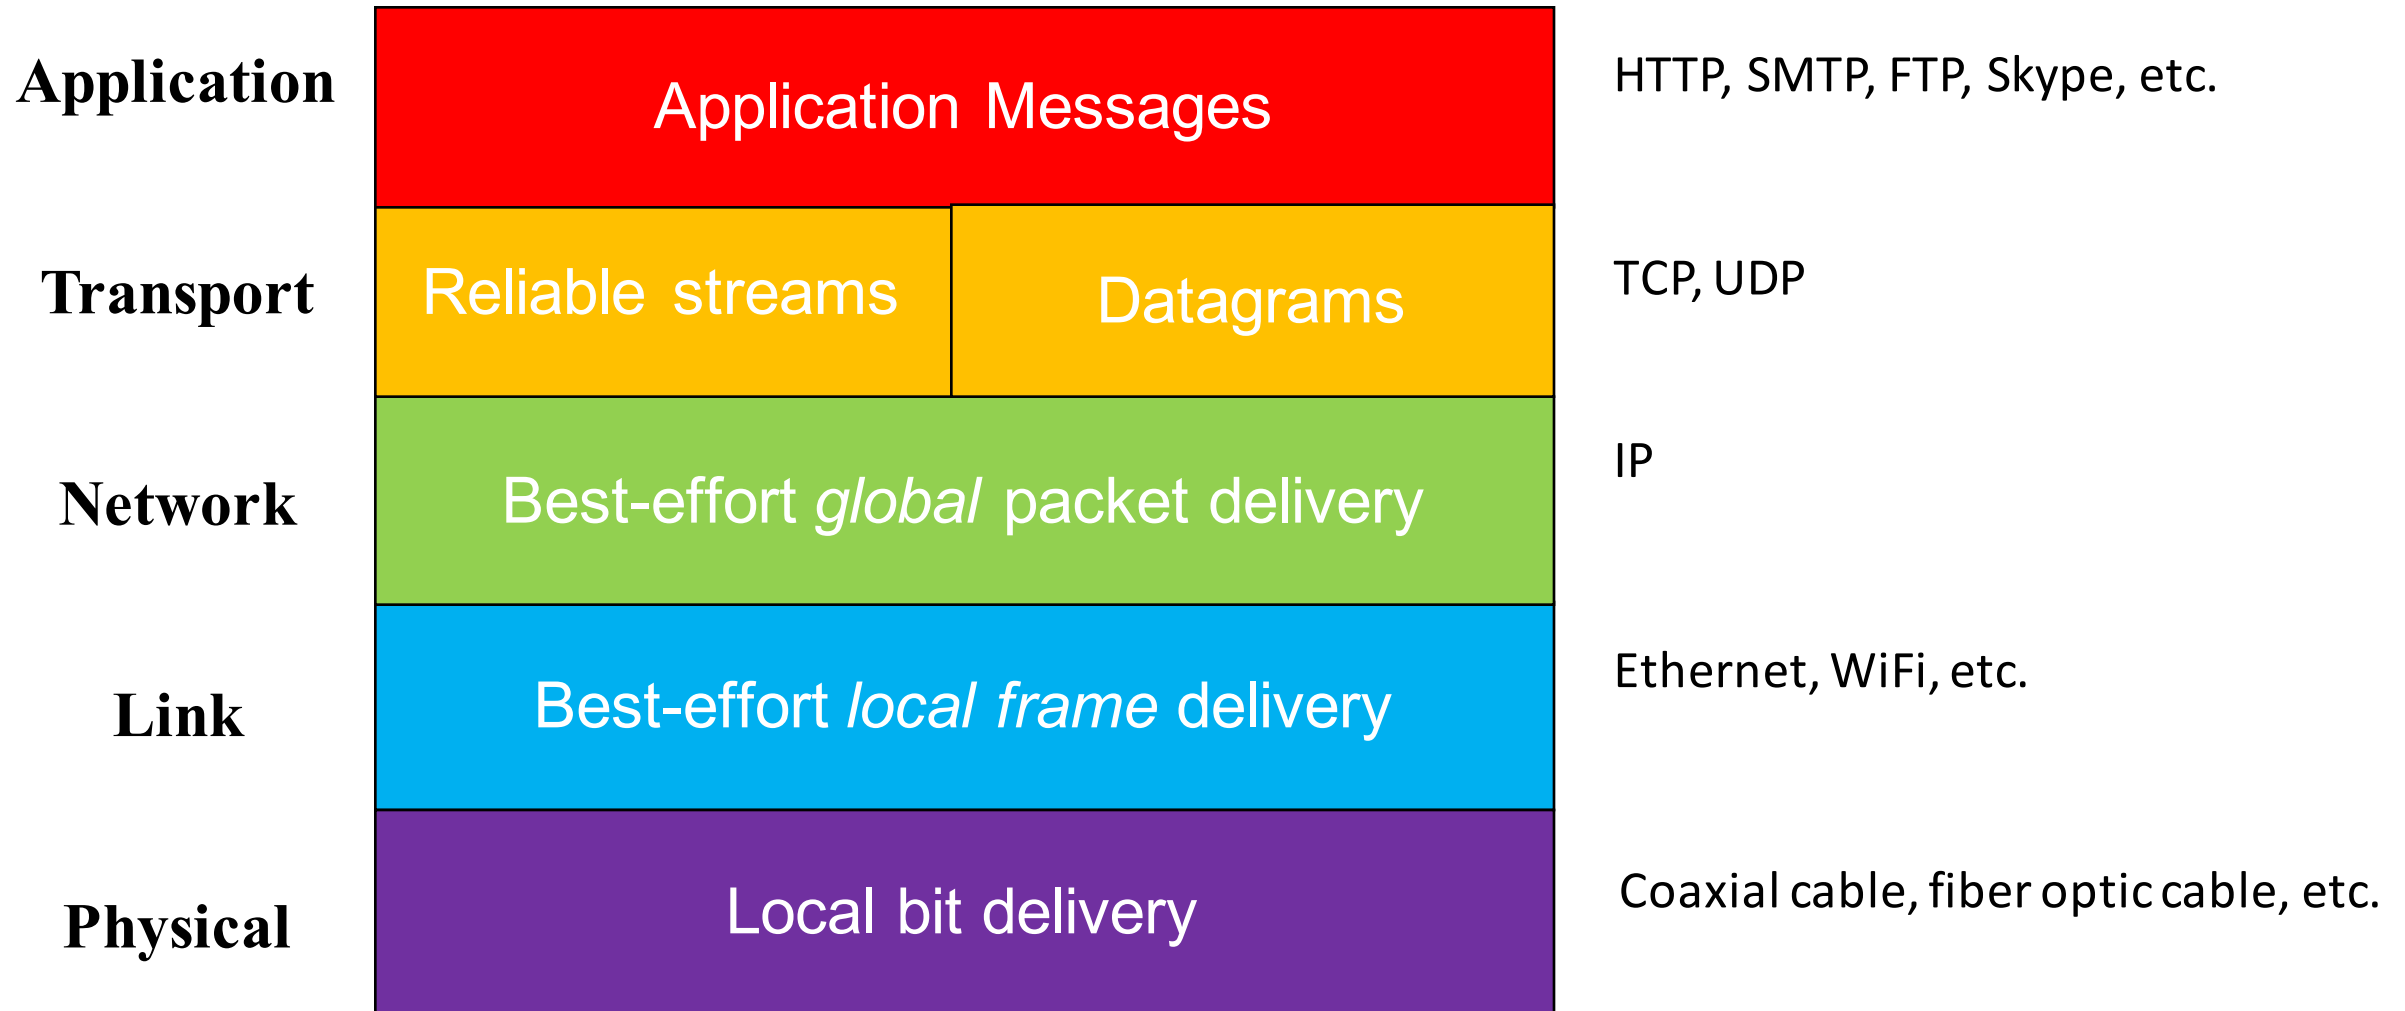 Application
Application Messages
HTTP, SMTP, FTP, Skype, etc.
Transport
Reliable streams
Datagrams
TCP, UDP
Network
Best-effort global packet delivery
IP
Link
Best-effort local frame delivery
Ethernet, WiFi, etc.
Physical
Local bit delivery
Coaxial cable, fiber optic cable, etc.